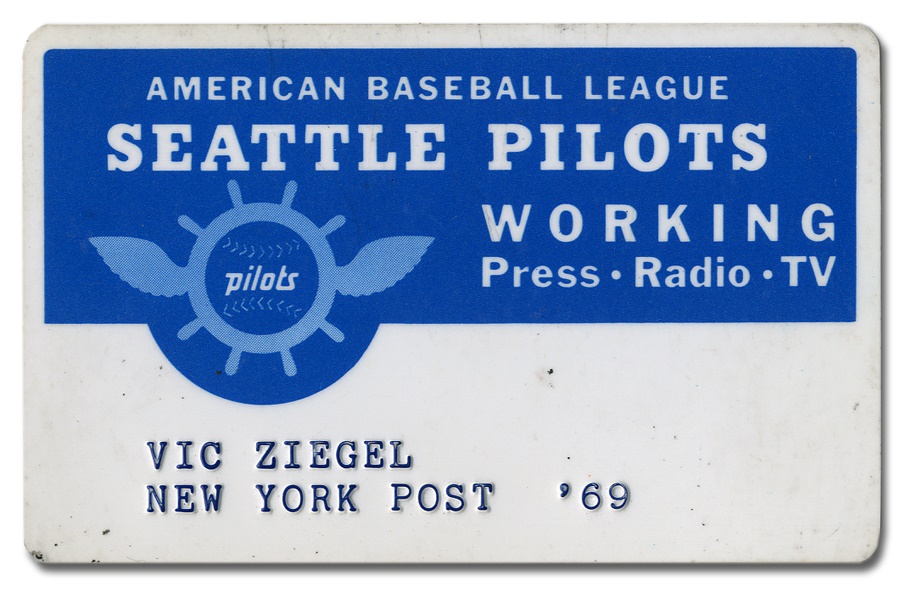 AMERICAN BASEBALL LEAGUE
SEATTLE PILOTS
WORKING
Press • Radio • TV
pilots
VIC ZIEGEL
NEW YORK POST '69